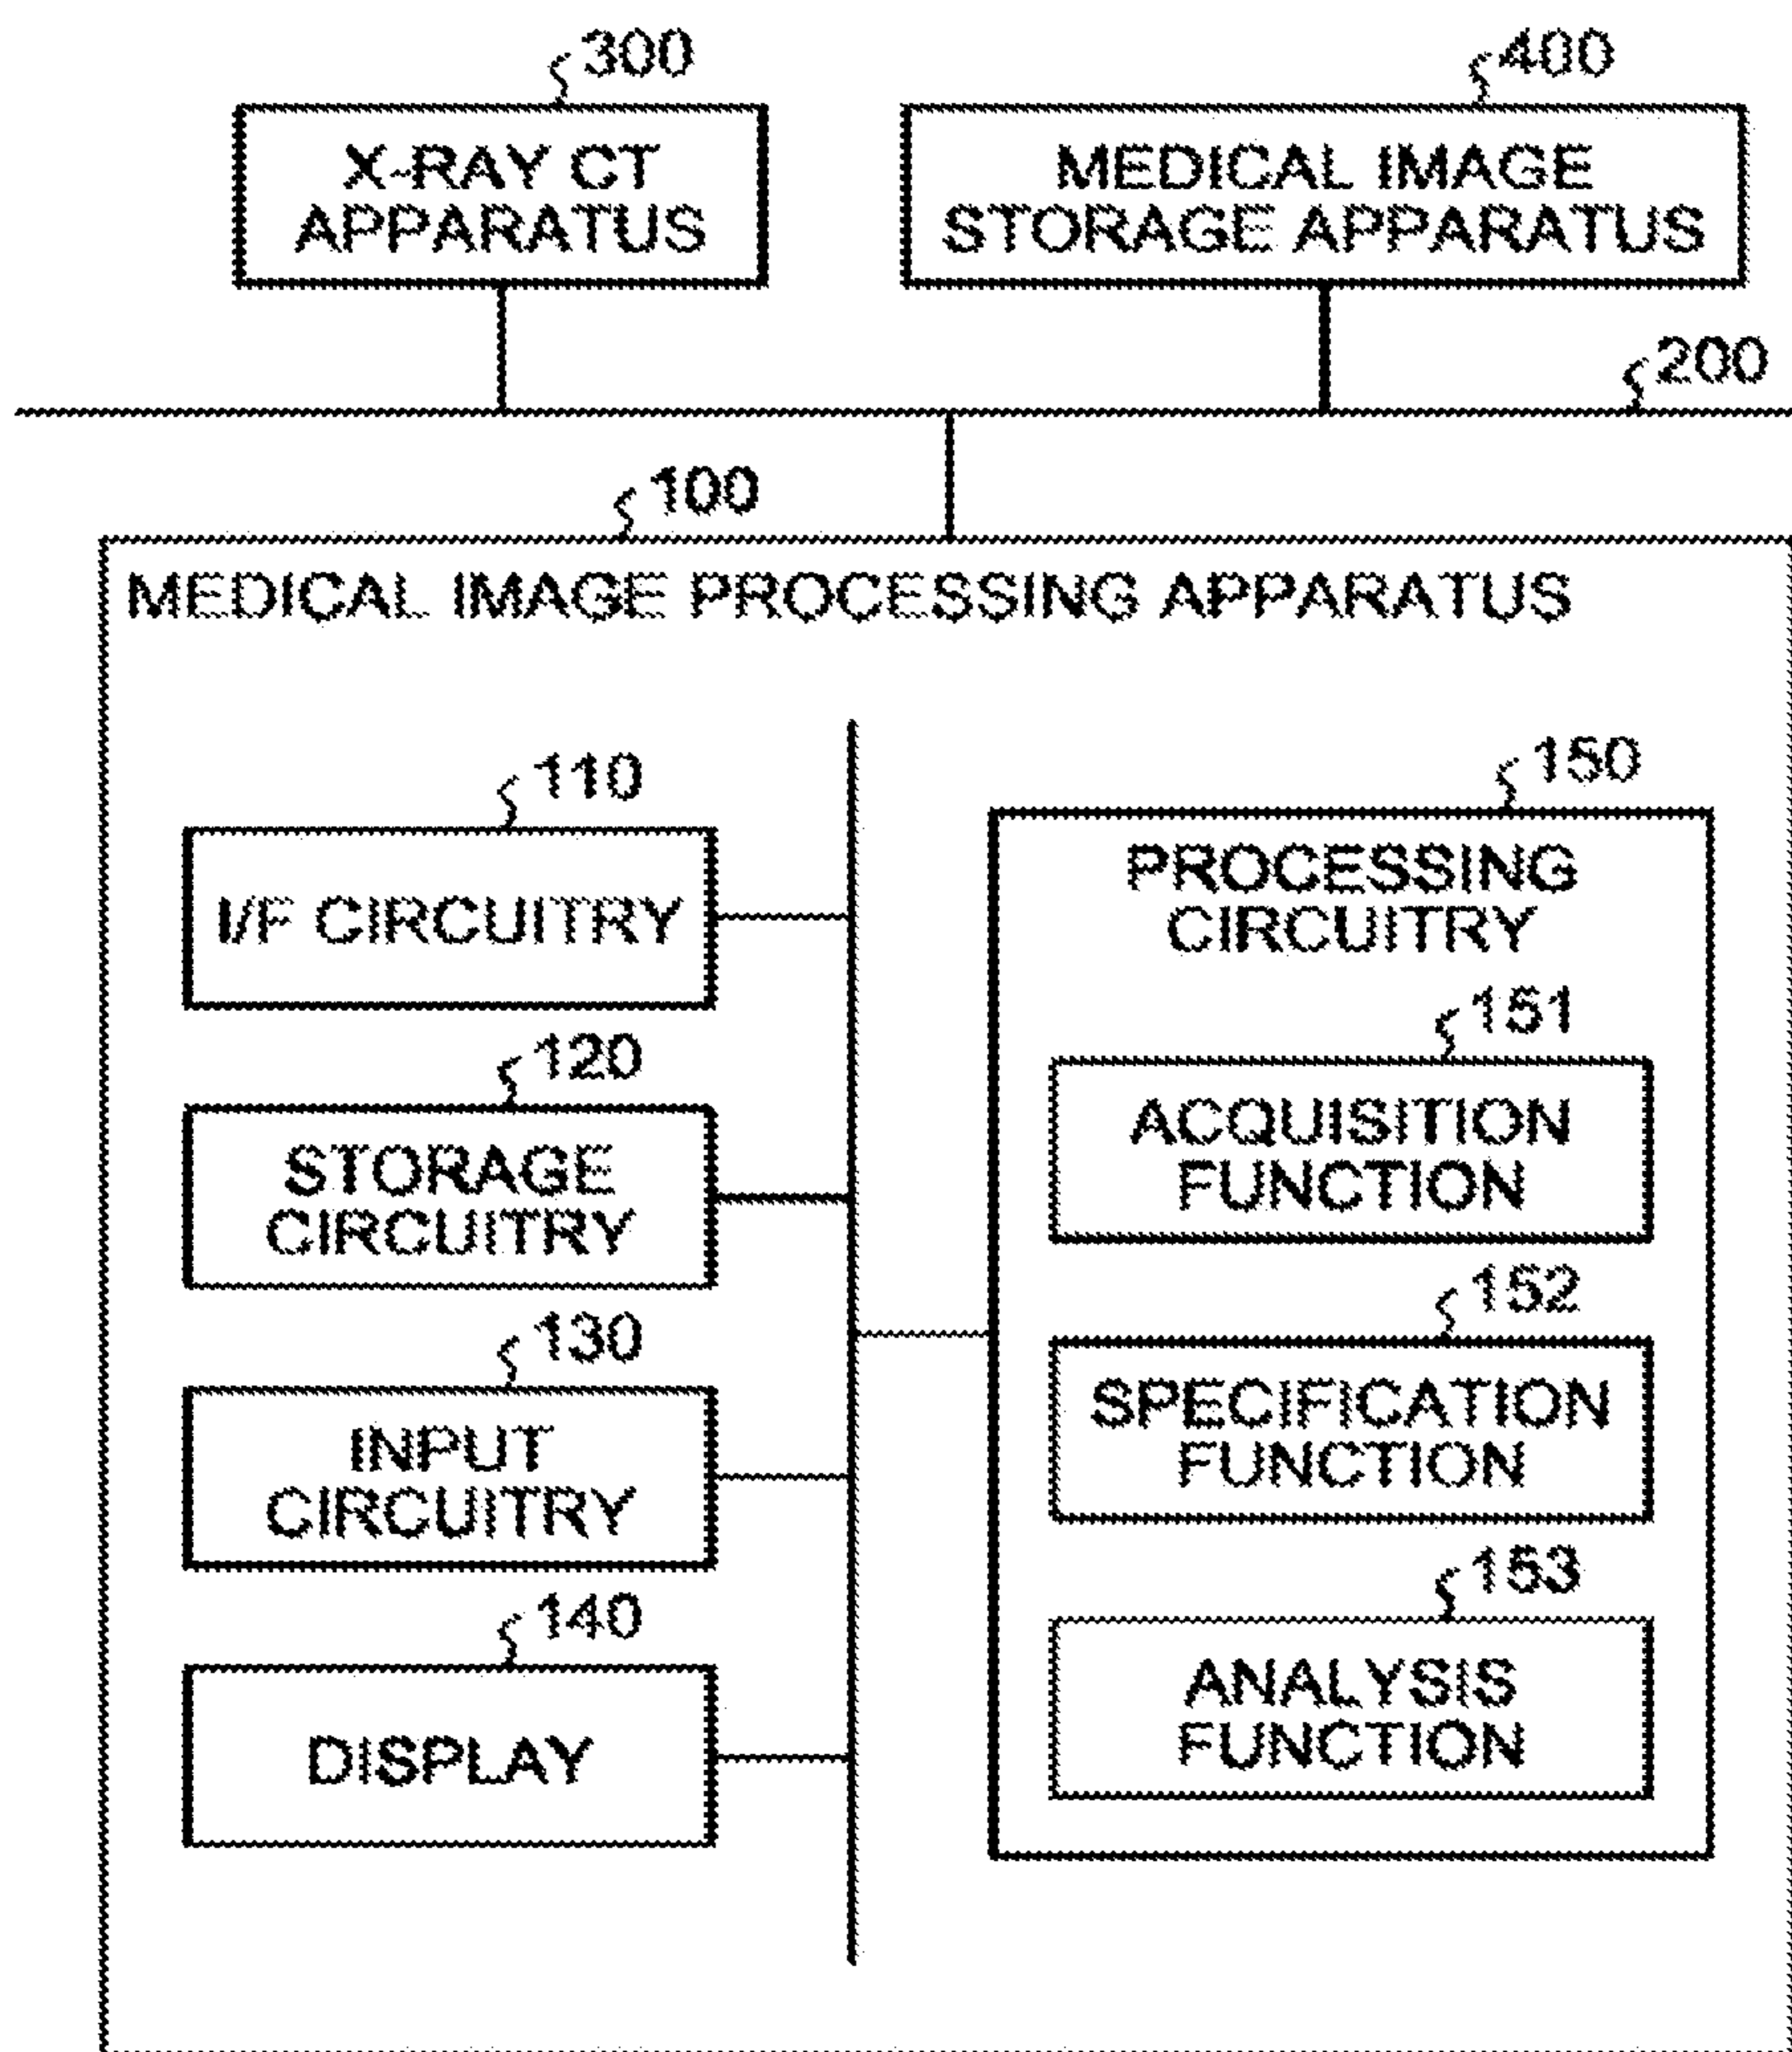 300
400
X-RAY CT
APPARATUS
MEDICAL IMAGE
STORAGE APPARATUS
200
100
MEDICAL IMAGE PROCESSING APPARATUS
110
I/F CIRCUITRY
120
STORAGE
CIRCUITRY
130
INPUT
CIRCUITRY
140
DISPLAY
150
PROCESSING
CIRCUITRY
151
ACQUISITION
FUNCTION
152
SPECIFICATION
FUNCTION
153
ANALYSIS
FUNCTION